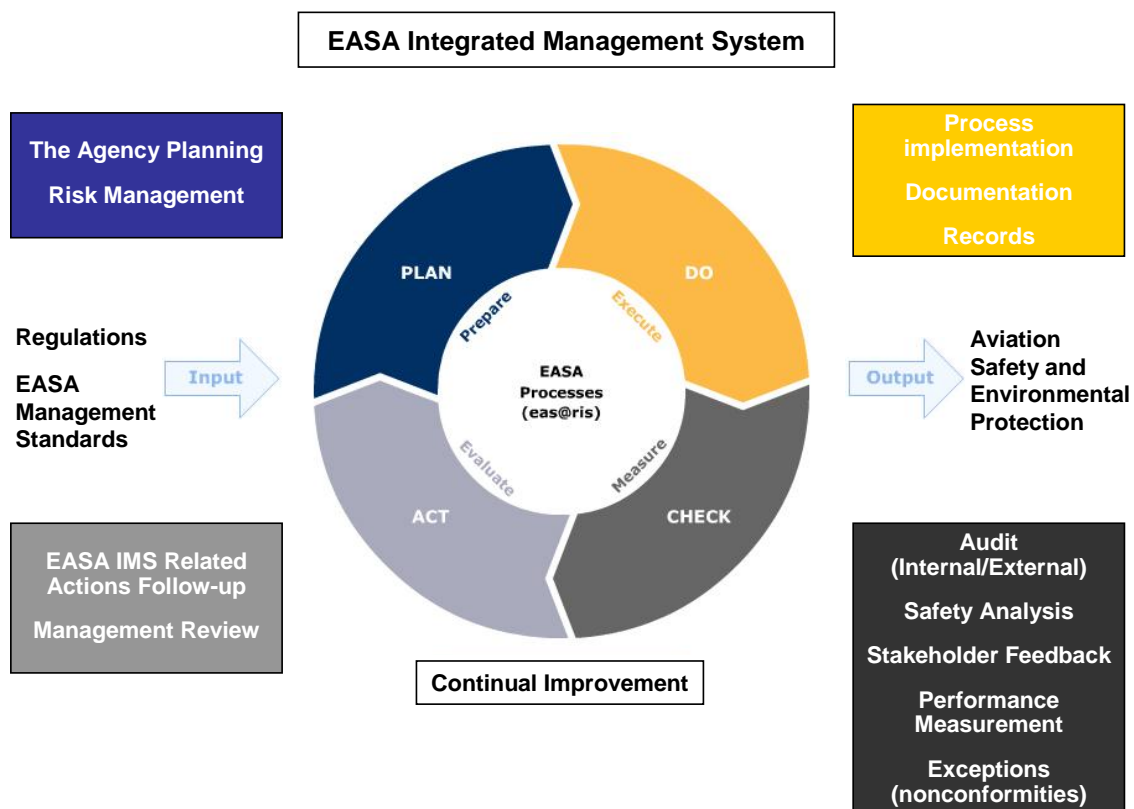 EASA Integrated Management System
The Agency Planning
Risk Management
Process
implementation
Documentation
Records
PLAN
DO
Prepare
Execute
Regulations
EASA
Management
Standards
Input
EASA
Processes
(eas@ris)
Output
Aviation
Safety and
Environmental
Protection
Evaluate
Measure
ACT
CHECK
EASA IMS Related
Actions Follow-up
Management Review
Continual Improvement
Audit
(Internal/External)
Safety Analysis
Stakeholder Feedback
Performance
Measurement
Exceptions
(nonconformities)